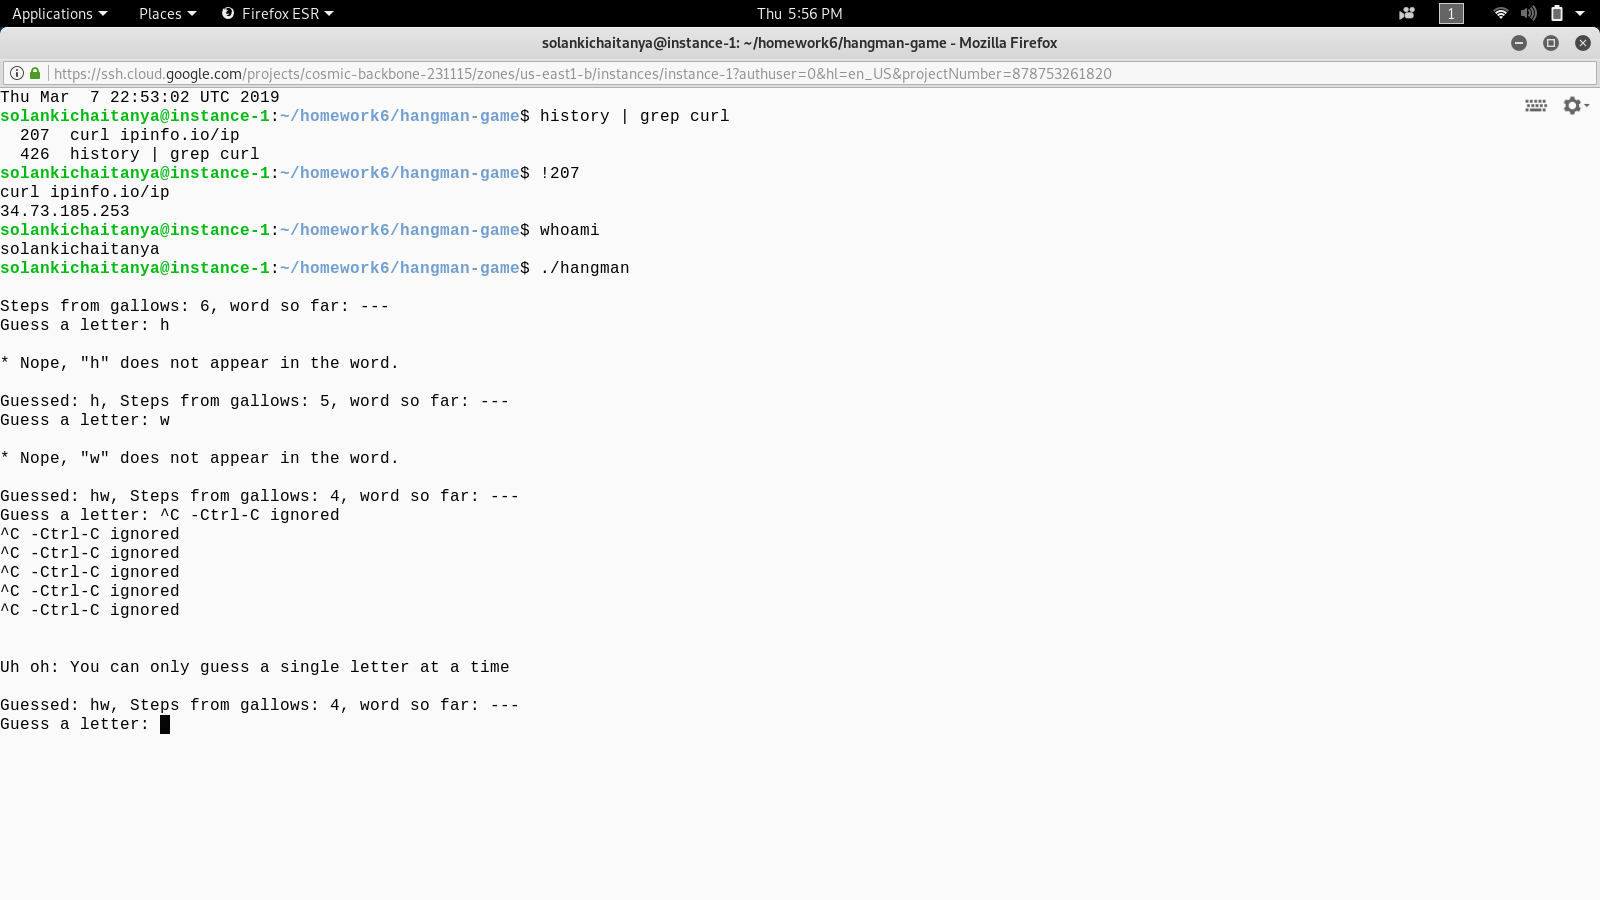 Applications Places Firefox ESR Thu 5:56 PM 1
solankichaitanya@instance-1: ~/homework6/hangman-game - Mozilla Firefox
https://ssh.cloud.google.com/projects/cosmic-backbone-231115/zones/us-east1-b/instances/instance-1?authuser=0&hl=en_US&projectNumber=878753261820
Thu Mar  7 22:53:02 UTC 2019
solankichaitanya@instance-1:~/homework6/hangman-game$ history | grep curl
  207  curl ipinfo.io/ip
  426  history | grep curl
solankichaitanya@instance-1:~/homework6/hangman-game$ !207
curl ipinfo.io/ip
34.73.185.253
solankichaitanya@instance-1:~/homework6/hangman-game$ whoami
solankichaitanya
solankichaitanya@instance-1:~/homework6/hangman-game$ ./hangman
Steps from gallows: 6, word so far: ---
Guess a letter: h
* Nope, "h" does not appear in the word.
Guessed: h, Steps from gallows: 5, word so far: ---
Guess a letter: w
* Nope, "w" does not appear in the word.
Guessed: hw, Steps from gallows: 4, word so far: ---
Guess a letter: ^C -Ctrl-C ignored
^C -Ctrl-C ignored
^C -Ctrl-C ignored
^C -Ctrl-C ignored
^C -Ctrl-C ignored
^C -Ctrl-C ignored
Uh oh: You can only guess a single letter at a time
Guessed: hw, Steps from gallows: 4, word so far: ---
Guess a letter: